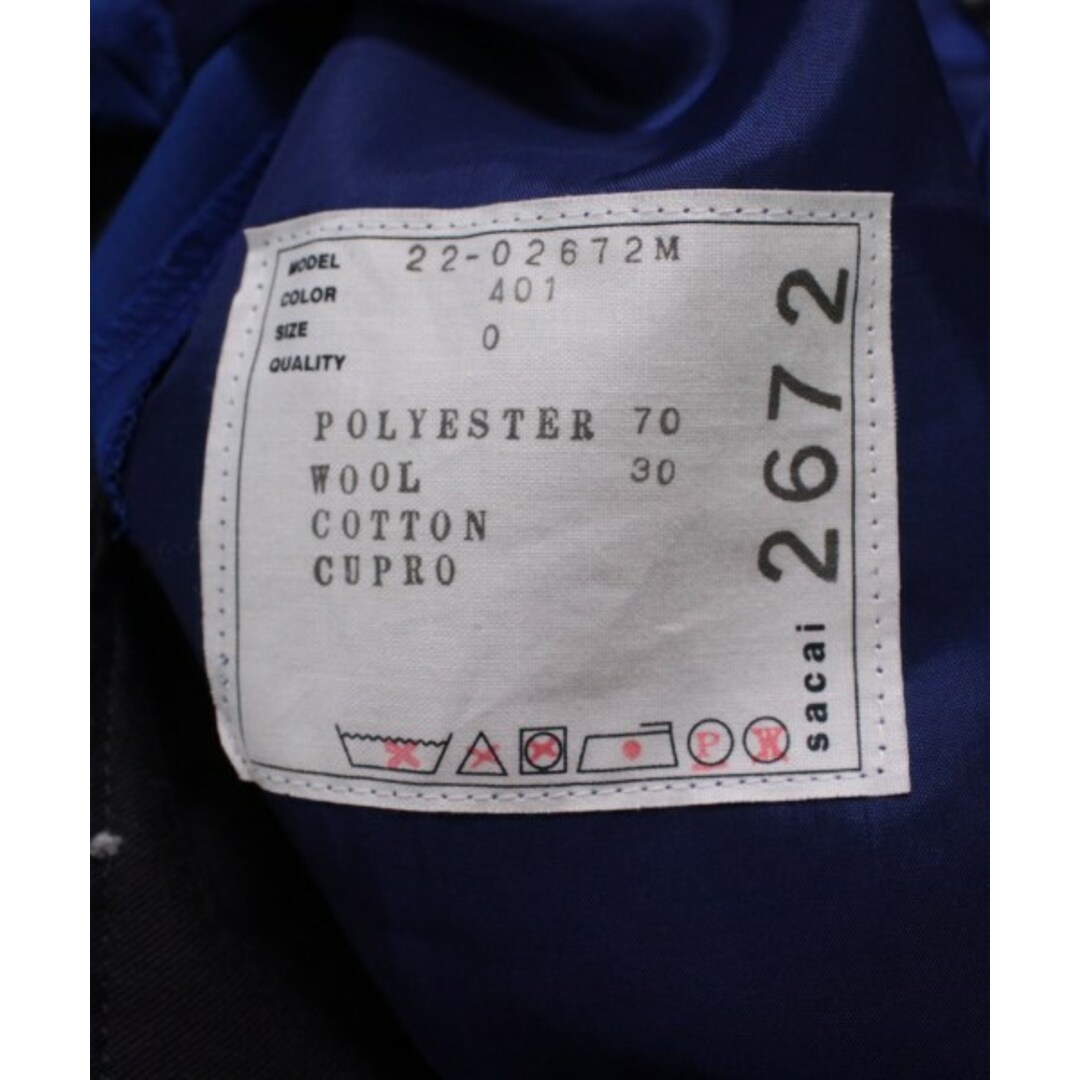 MODEL 22-02672M
COLOR 401
SIZE 0
QUALITY
POLYESTER 70
WOOL 30
COTTON
CUPRO
P W
sacai 2672